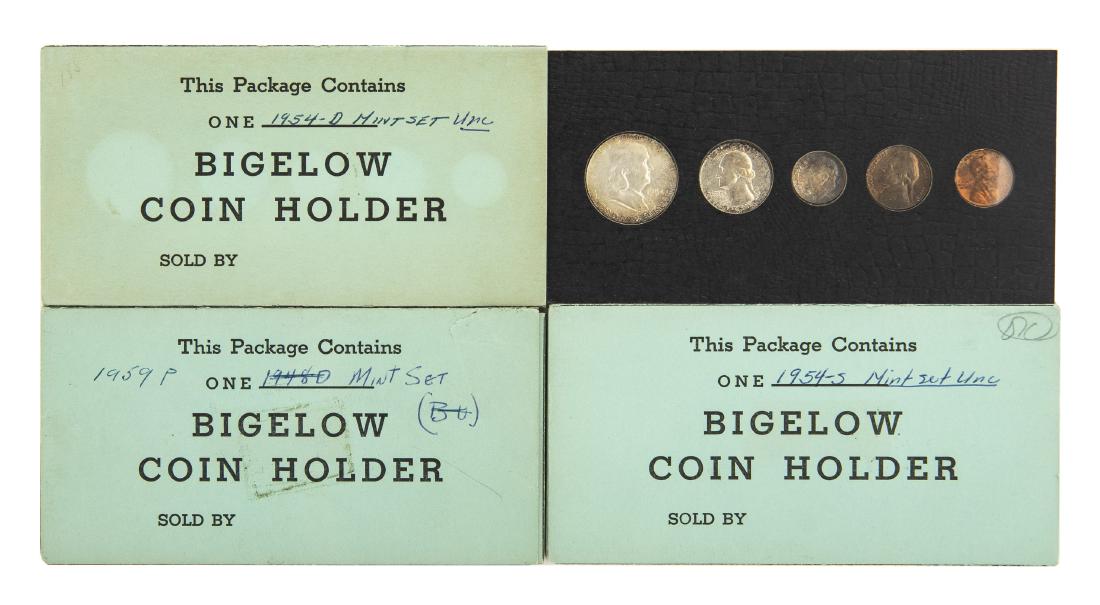 This Package Contains
ONE 1954-D MINT SET Unc
BIGELOW
COIN HOLDER
SOLD BY
This Package Contains
1959 P ONE 1948 D MINT SET
(BU)
BIGELOW
COIN HOLDER
SOLD BY
This Package Contains
ONE 1954-S Mint set Unc
BIGELOW
COIN HOLDER
SOLD BY